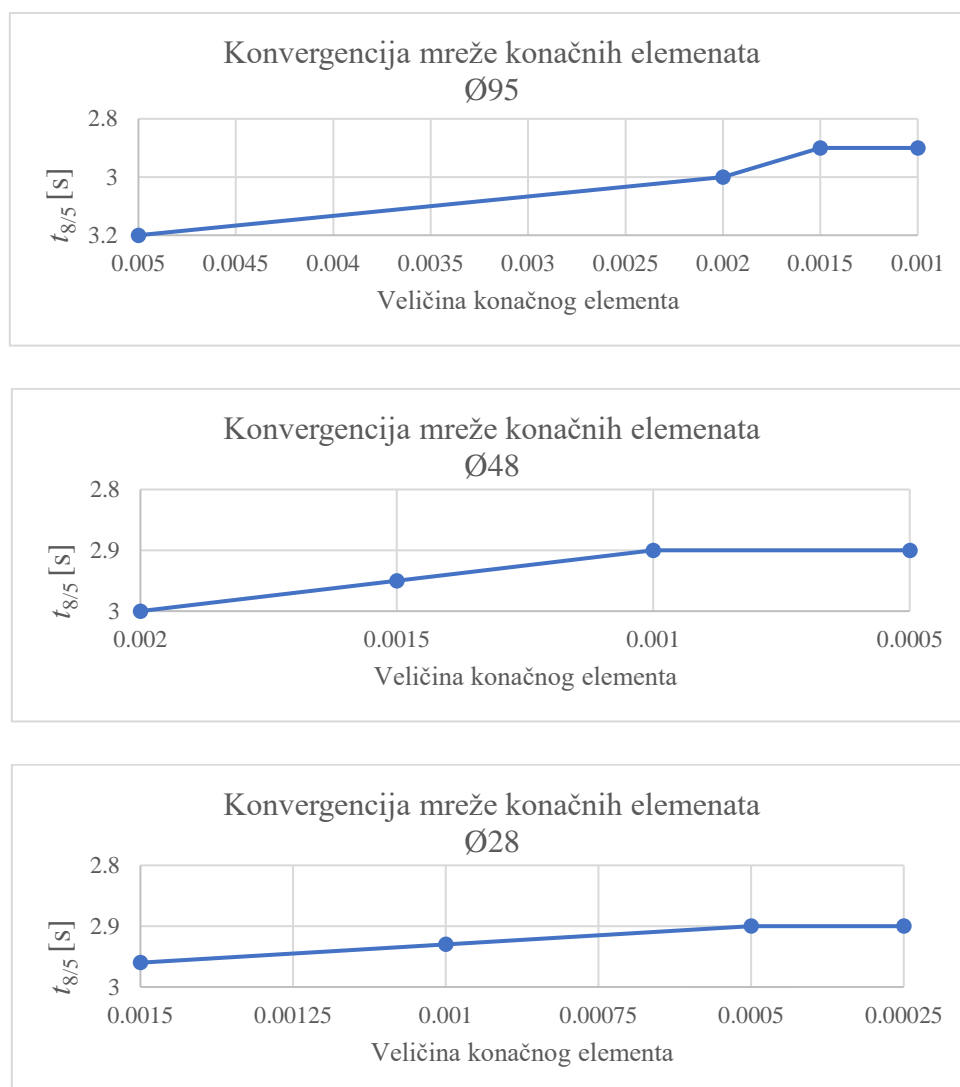 Konvergencija mreže konačnih elemenata
Ø95
t8/5 [s]
2.8
3
3.2
0.005 0.0045 0.004 0.0035 0.003 0.0025 0.002 0.0015 0.001
Veličina konačnog elementa
Konvergencija mreže konačnih elemenata
Ø48
t8/5 [s]
2.8
2.9
3
0.002 0.0015 0.001 0.0005
Veličina konačnog elementa
Konvergencija mreže konačnih elemenata
Ø28
t8/5 [s]
2.8
2.9
3
0.0015 0.00125 0.001 0.00075 0.0005 0.00025
Veličina konačnog elementa